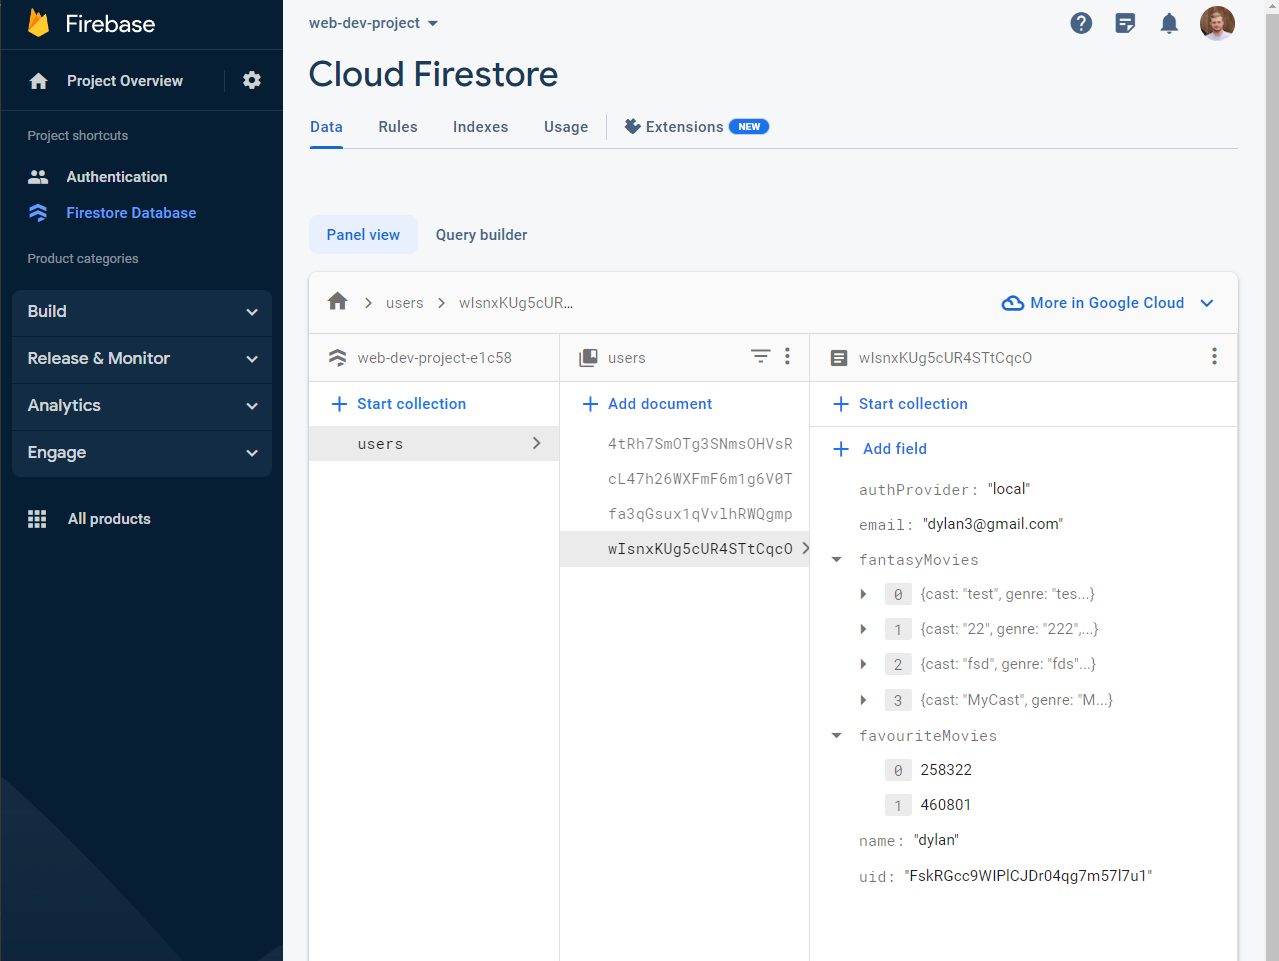 Firebase
Project Overview
Project shortcuts
Authentication
Firestore Database
Product categories
Build
Release & Monitor
Analytics
Engage
All products
web-dev-project
Cloud Firestore
Data Rules Indexes Usage Extensions NEW
Panel view Query builder
users wIsnxKUg5cUR... More in Google Cloud
web-dev-project-e1c58
Start collection
users
users
Add document
4tRh7SmOTg3SNmsOHVsR
cL47h26WXFmF6m1g6V0T
fa3qGsux1qVvlhRWQgmp
wIsnxKUg5cUR4STtCqcO
wIsnxKUg5cUR4STtCqcO
Start collection
Add field
authProvider: "local"
email: "dylan3@gmail.com"
fantasyMovies
0 {cast: "test", genre: "tes...}
1 {cast: "22", genre: "222",...}
2 {cast: "fsd", genre: "fds"...}
3 {cast: "MyCast", genre: "M...}
favouriteMovies
0 258322
1 460801
name: "dylan"
uid: "FskRGcc9WIPlCJDr04qg7m57l7u1"